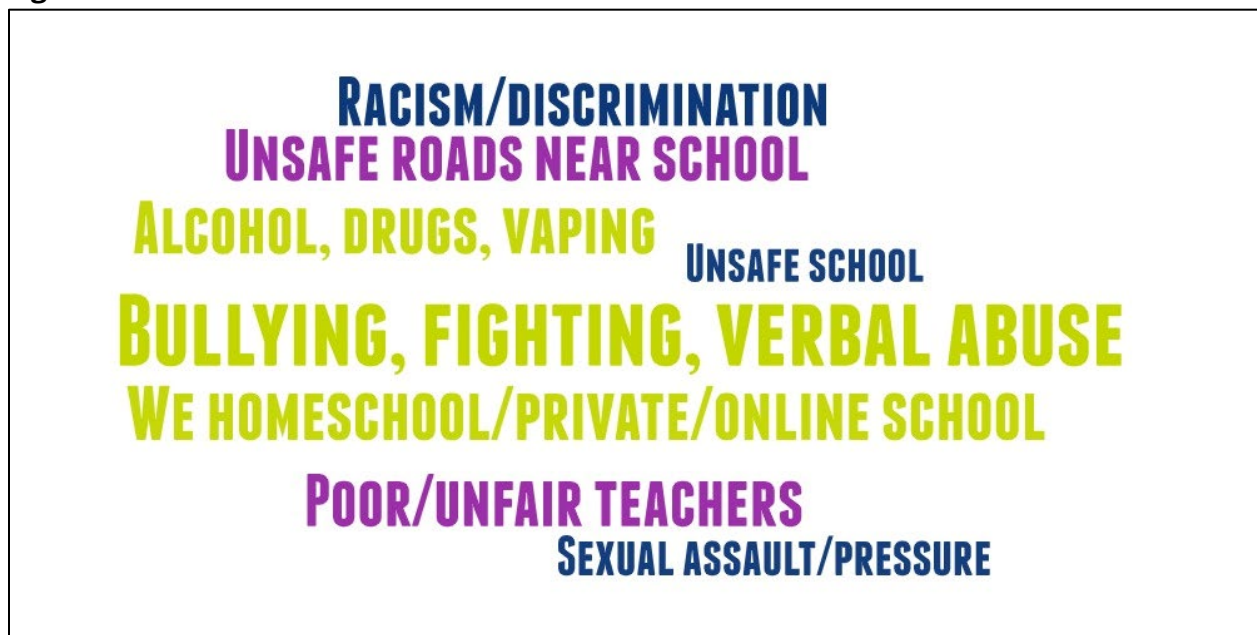 Racism/discrimination
Unsafe roads near school
Alcohol, drugs, vaping
Unsafe school
Bullying, fighting, verbal abuse
We homeschool/private/online school
Poor/unfair teachers
Sexual assault/pressure